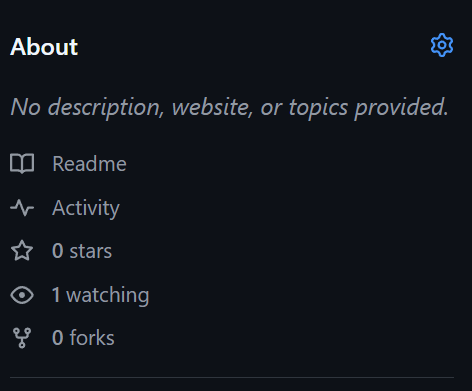 About
No description, website, or topics provided.
Readme
Activity
0 stars
1 watching
0 forks